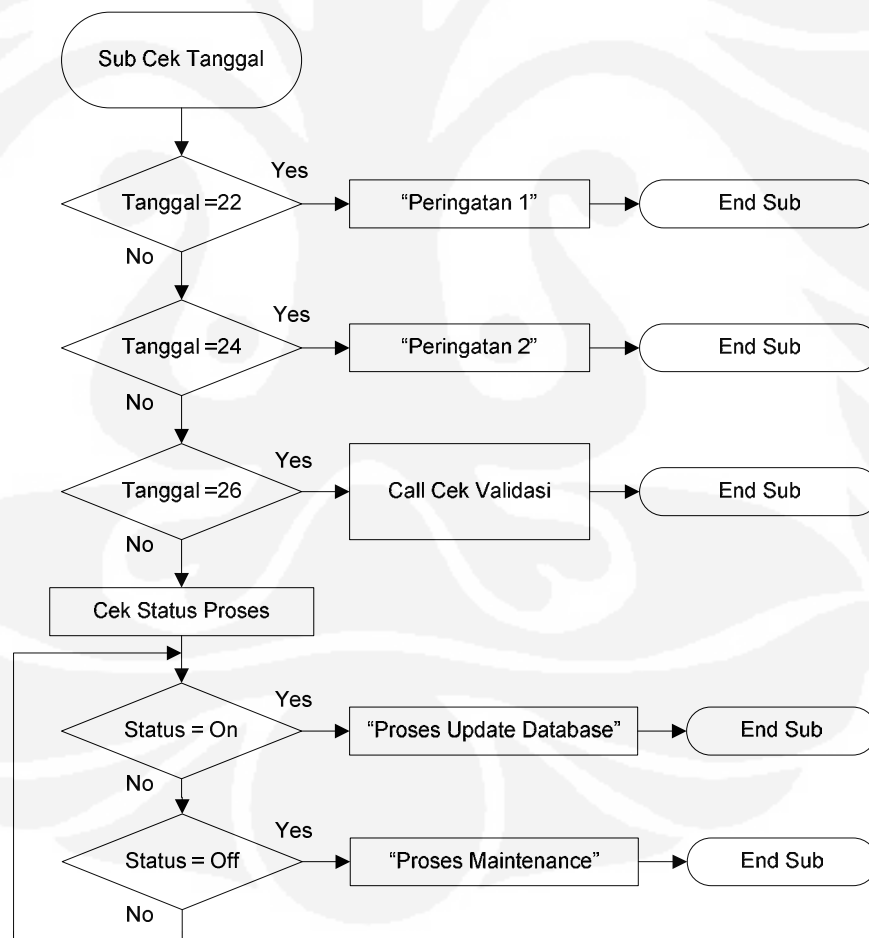 Sub Cek Tanggal
Yes
Tanggal =22
“Peringatan 1”
End Sub
No
Yes
Tanggal =24
“Peringatan 2”
End Sub
No
Yes
Tanggal =26
Call Cek Validasi
End Sub
No
Cek Status Proses
Yes
Status = On
“Proses Update Database”
End Sub
No
Yes
Status = Off
“Proses Maintenance”
End Sub
No